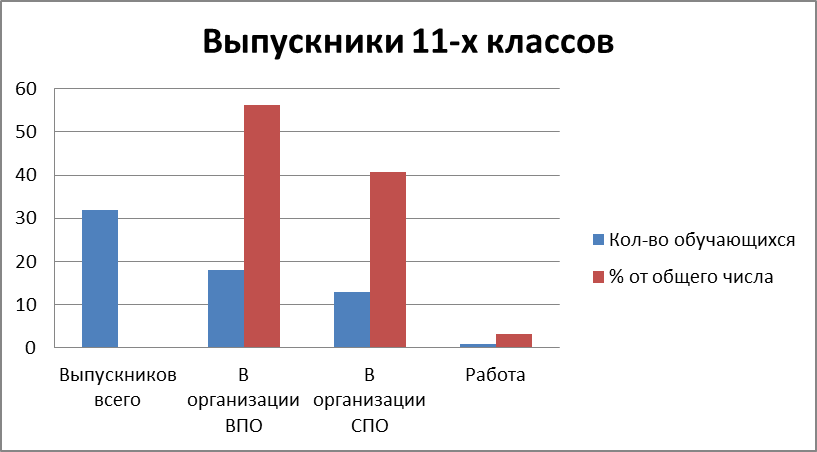 Выпускники 11-х классов
60
50
40
30
20
10
0
Выпускников
всего
В
организации
ВПО
В
организации
СПО
Работа
Кол-во обучающихся
% от общего числа